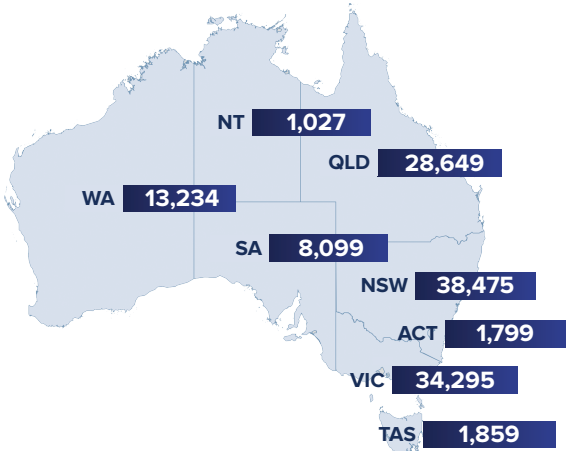 NT 1,027
QLD 28,649
WA 13,234
SA 8,099
NSW 38,475
ACT 1,799
VIC 34,295
TAS 1,859